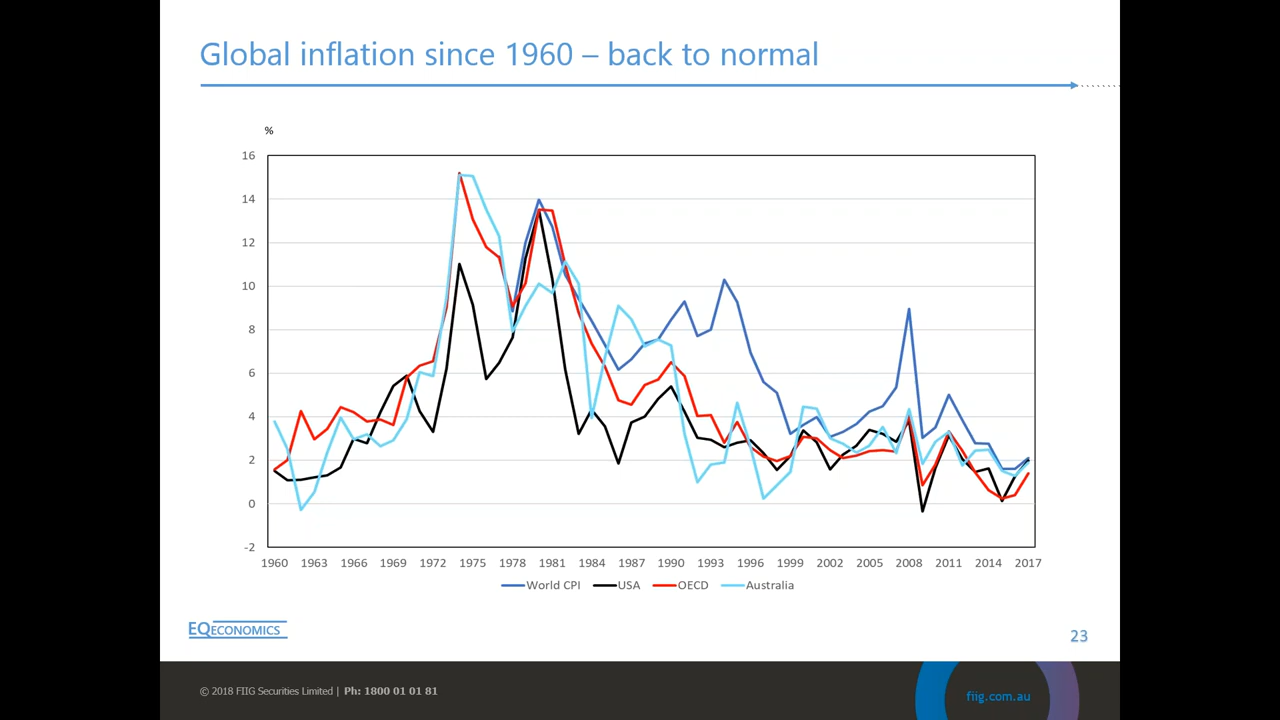 Global inflation since 1960 – back to normal
%
16
14
12
10
8
6
4
2
0
-2
1960 1963 1966 1969 1972 1975 1978 1981 1984 1987 1990 1993 1996 1999 2002 2005 2008 2011 2014 2017
World CPI USA OECD Australia
EQECONOMICS
23
© 2018 FIIG Securities Limited | Ph: 1800 01 01 81
fiig.com.au